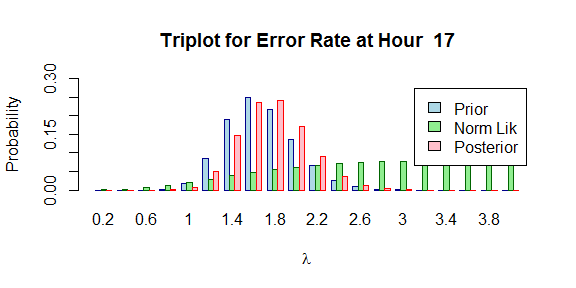 Triplot for Error Rate at Hour 17
Probability
0.30
0.15
0.00
Prior
Norm Lik
Posterior
0.2 0.6 1 1.4 1.8 2.2 2.6 3 3.4 3.8
λ